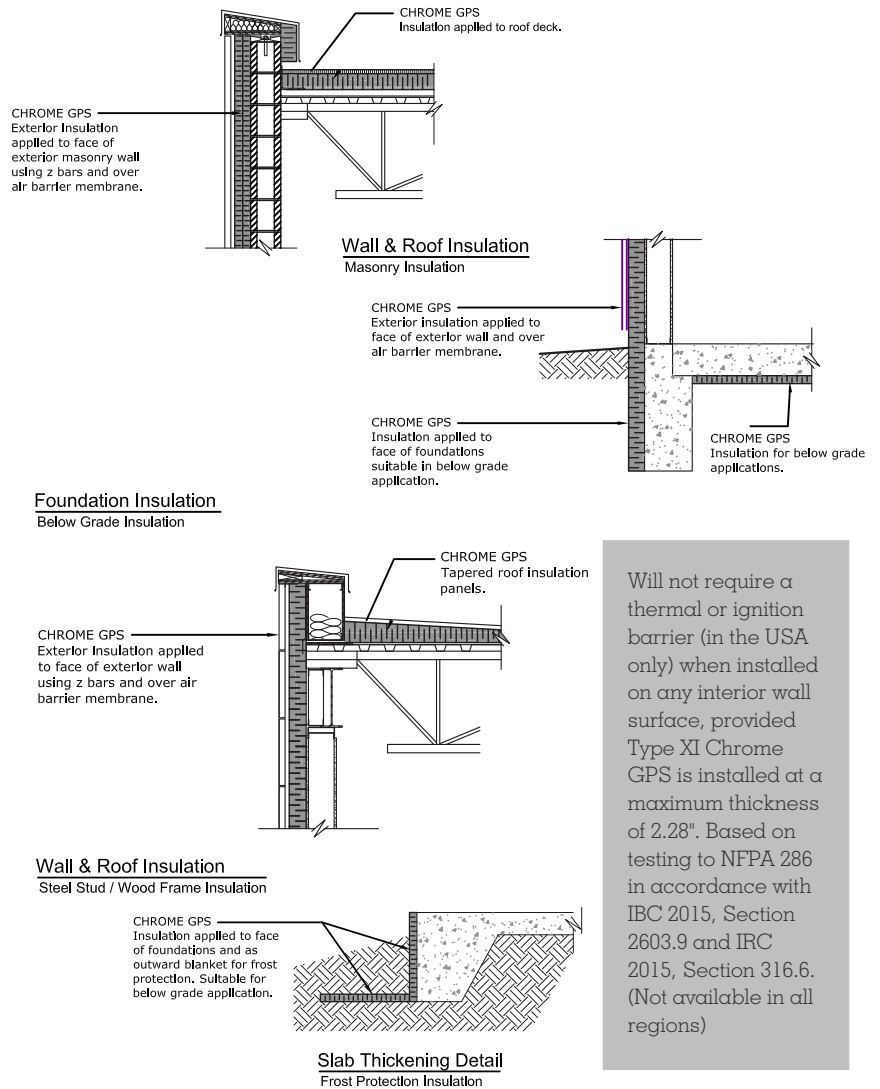 CHROME GPS
Insulation applied to roof deck.
CHROME GPS
Exterior Insulation
applied to face of
exterior masonry wall
using z bars and over
air barrier membrane.
Wall & Roof Insulation
Masonry Insulation
CHROME GPS
Exterior insulation applied to
face of exterior wall and over
air barrier membrane.
CHROME GPS
Insulation applied to
face of foundations
suitable in below grade
application.
CHROME GPS
Insulation for below grade
applications.
Foundation Insulation
Below Grade Insulation
CHROME GPS
Tapered roof insulation
panels.
CHROME GPS
Exterior Insulation applied
to face of exterior wall
using z bars and over air
barrier membrane.
Wall & Roof Insulation
Steel Stud / Wood Frame Insulation
CHROME GPS
Insulation applied to face
of foundations and as
outward blanket for frost
protection. Suitable for
below grade application.
Slab Thickening Detail
Frost Protection Insulation
Will not require a
thermal or ignition
barrier (in the USA
only) when installed
on any interior wall
surface, provided
Type XI Chrome
GPS is installed at a
maximum thickness
of 2.28". Based on
testing to NFPA 286
in accordance with
IBC 2015, Section
2603.9 and IRC
2015, Section 316.6.
(Not available in all
regions)